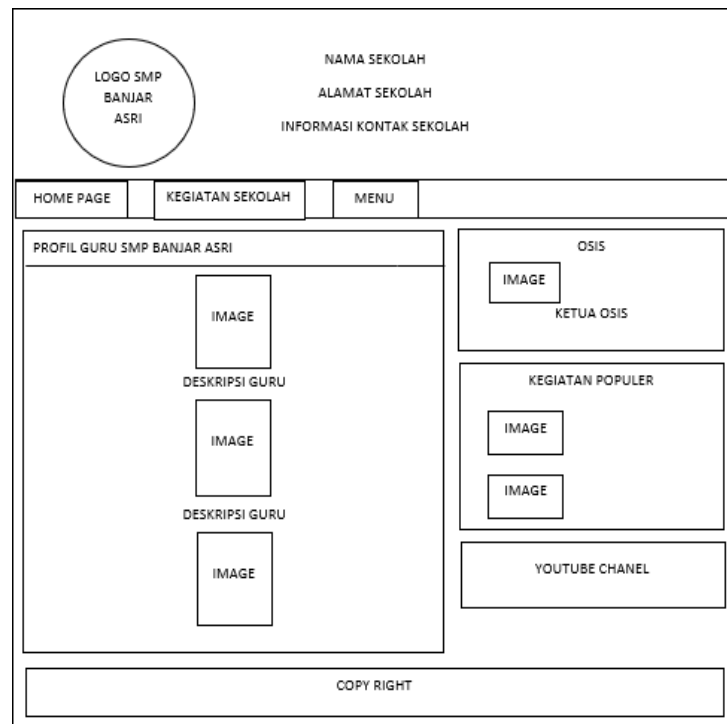 LOGO SMP
BANJAR
ASRI
NAMA SEKOLAH
ALAMAT SEKOLAH
INFORMASI KONTAK SEKOLAH
HOME PAGE
KEGIATAN SEKOLAH
MENU
PROFIL GURU SMP BANJAR ASRI
IMAGE
DESKRIPSI GURU
IMAGE
DESKRIPSI GURU
IMAGE
OSIS
IMAGE
KETUA OSIS
KEGIATAN POPULER
IMAGE
IMAGE
YOUTUBE CHANEL
COPY RIGHT